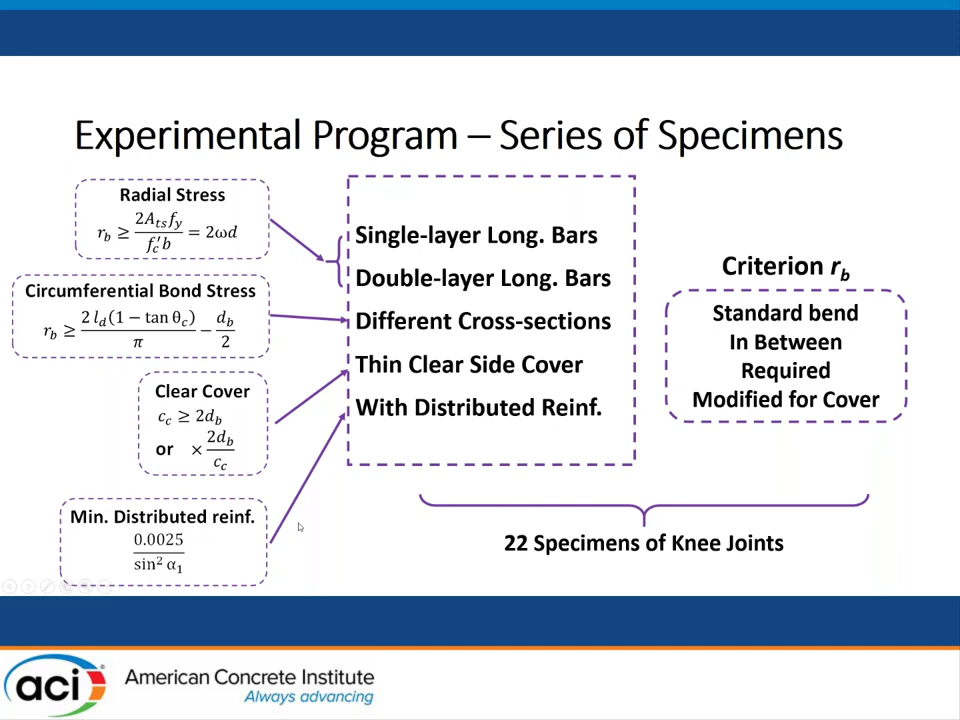 Experimental Program – Series of Specimens
Radial Stress
r_b ≥ 2A_ts f_y / f_c′b = 2ωd
Circumferential Bond Stress
r_b ≥ 2 l_d(1 − tan θ_c) / π − d_b / 2
Clear Cover
c_c ≥ 2d_b
or × 2d_b / c_c
Min. Distributed reinf.
0.0025 / sin² α₁
Single-layer Long. Bars
Double-layer Long. Bars
Different Cross-sections
Thin Clear Side Cover
With Distributed Reinf.
Criterion r_b
Standard bend
In Between
Required
Modified for Cover
22 Specimens of Knee Joints
aci
American Concrete Institute
Always advancing